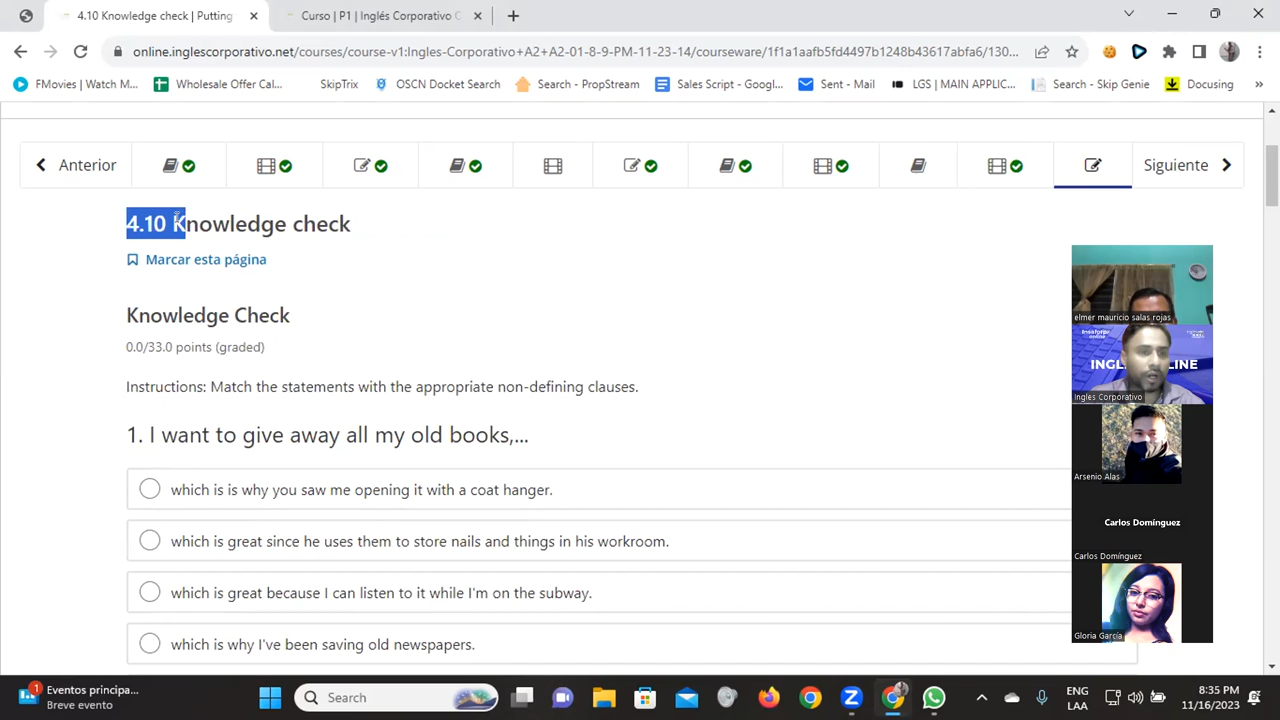 4.10 Knowledge check | Putting
Curso | P1 | Inglés Corporativo C
online.inglescorporativo.net/courses/course-v1:Ingles-Corporativo+A2+A2-01-8-9-PM-11-23-14/courseware/1f1a1aafb5fd4497b1248b43617abfa6/130...
FMovies | Watch M...
Wholesale Offer Cal...
SkipTrix
OSCN Docket Search
Search - PropStream
Sales Script - Googl...
Sent - Mail
LGS | MAIN APPLIC...
Search - Skip Genie
Docusing
»
Anterior
Siguiente
4.10 Knowledge check
Marcar esta página
Knowledge Check
0.0/33.0 points (graded)
Instructions: Match the statements with the appropriate non-defining clauses.
1. I want to give away all my old books,...
which is is why you saw me opening it with a coat hanger.
which is great since he uses them to store nails and things in his workroom.
which is great because I can listen to it while I'm on the subway.
which is why I've been saving old newspapers.
elmer mauricio salas rojas
Ingles Corporativo
Arsenio Alas
Carlos Domínguez
Carlos Domínguez
Gloria García
1
Eventos principa...
Breve evento
Search
ENG
LAA
8:35 PM
11/16/2023